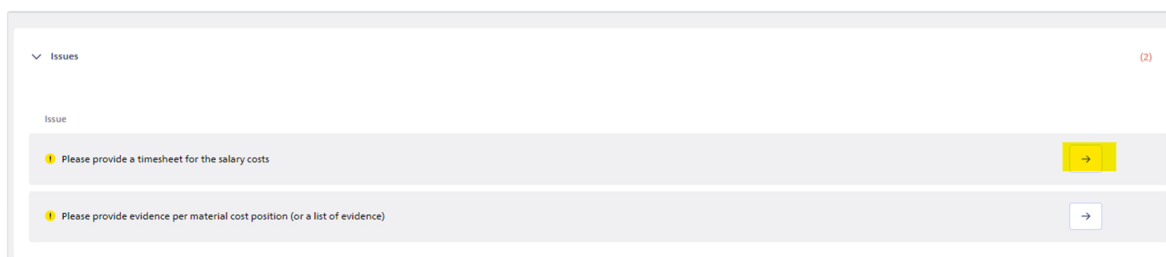 Issues
(2)
Issue
! Please provide a timesheet for the salary costs
! Please provide evidence per material cost position (or a list of evidence)